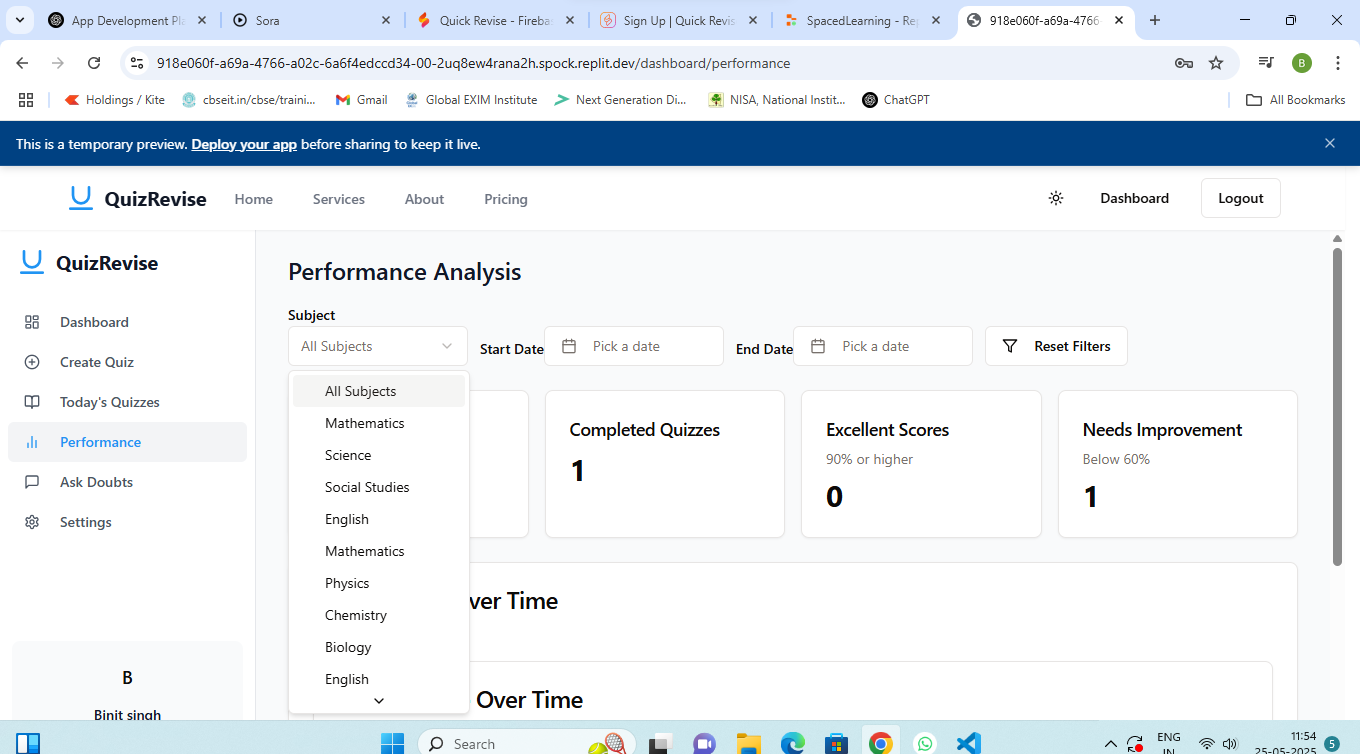 App Development Pla
Sora
Quick Revise - Fireba
Sign Up | Quick Revis
SpacedLearning - Rep
918e060f-a69a-4766-
918e060f-a69a-4766-a02c-6a6f4edccd34-00-2uq8ew4rana2h.spock.replit.dev/dashboard/performance
B
Holdings / Kite
cbseit.in/cbse/traini...
Gmail
Global EXIM Institute
Next Generation Di...
NISA, National Instit...
ChatGPT
All Bookmarks
This is a temporary preview. Deploy your app before sharing to keep it live.
QuizRevise
Home
Services
About
Pricing
Dashboard
Logout
QuizRevise
Dashboard
Create Quiz
Today's Quizzes
Performance
Ask Doubts
Settings
B
Binit singh
Performance Analysis
Subject
All Subjects
Start Date
Pick a date
End Date
Pick a date
Reset Filters
All Subjects
Mathematics
Science
Social Studies
English
Mathematics
Physics
Chemistry
Biology
English
Completed Quizzes
1
Excellent Scores
90% or higher
0
Needs Improvement
Below 60%
1
ver Time
Over Time
Search
ENG
IN
11:54
25-05-2025
5